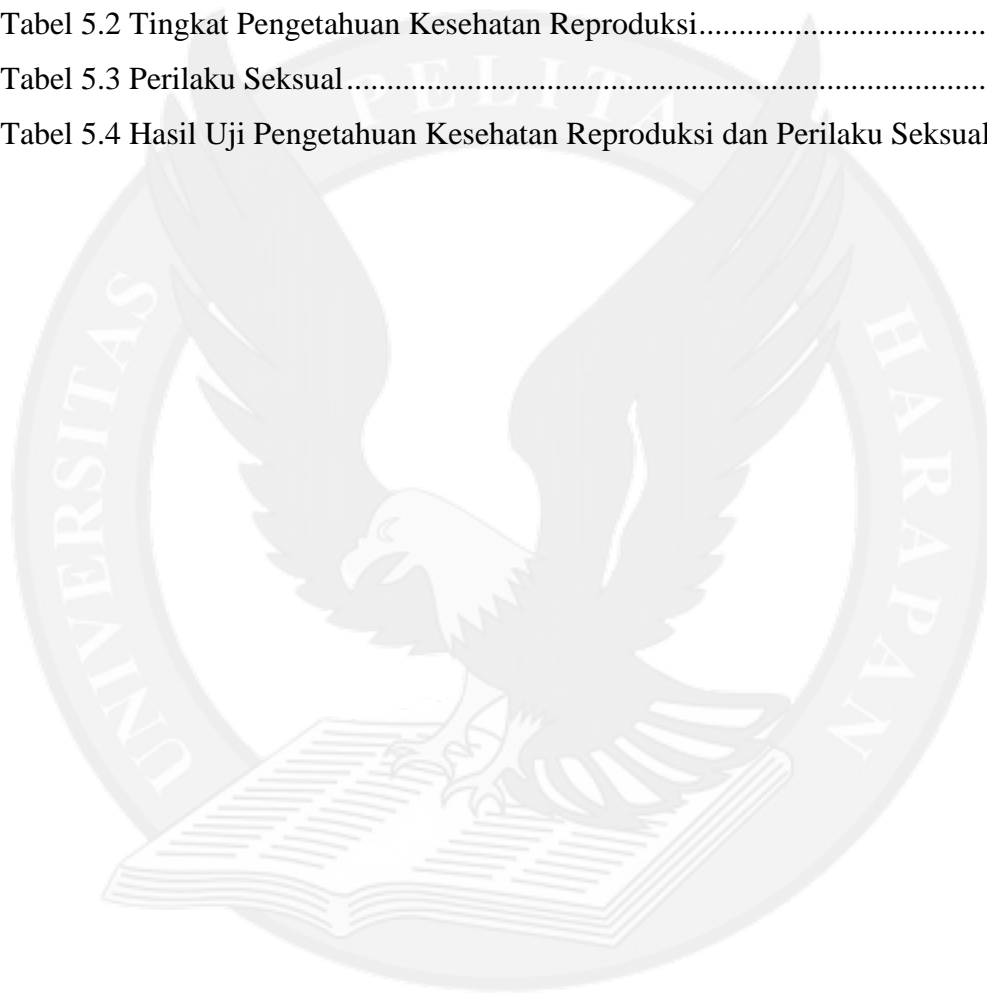 Tabel 5.2 Tingkat Pengetahuan Kesehatan Reproduksi....................................
Tabel 5.3 Perilaku Seksual................................................................................
Tabel 5.4 Hasil Uji Pengetahuan Kesehatan Reproduksi dan Perilaku Seksual
UNIVERSITAS PELITA HARAPAN